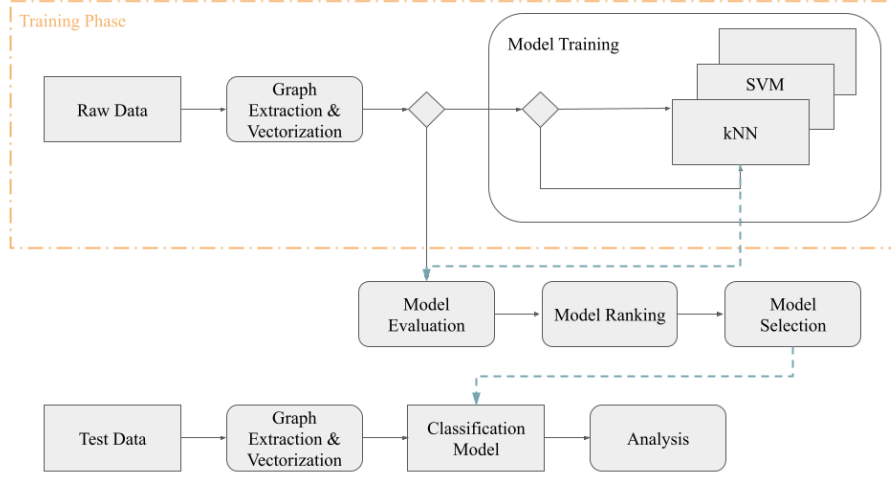 Training Phase
Model Training
Raw Data
Graph
Extraction &
Vectorization
SVM
kNN
Model
Evaluation
Model Ranking
Model
Selection
Test Data
Graph
Extraction &
Vectorization
Classification
Model
Analysis